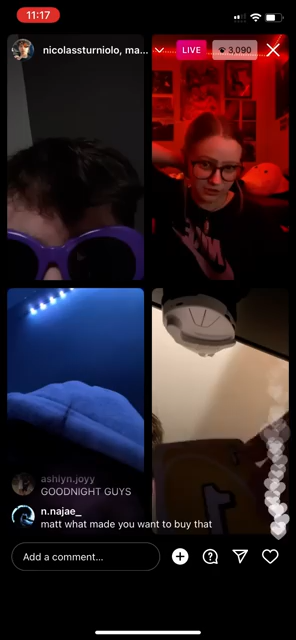 11:17
nicolassturniolo, ma...
LIVE
3,090
ashlyn.joyy
GOODNIGHT GUYS
n.najae_
matt what made you want to buy that
Add a comment...